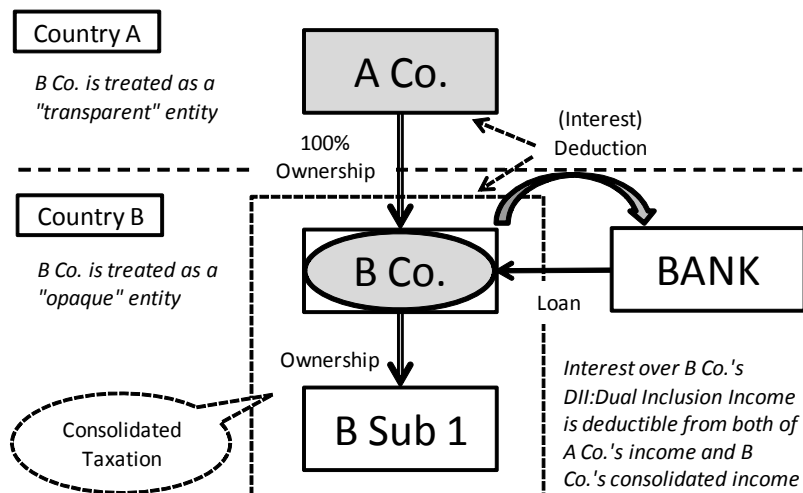 Country A
B Co. is treated as a
"transparent" entity
A Co.
100%
Ownership
(Interest)
Deduction
Country B
B Co. is treated as a
"opaque" entity
B Co.
BANK
Loan
Ownership
B Sub 1
Consolidated
Taxation
Interest over B Co.'s
DII:Dual Inclusion Income
is deductible from both of
A Co.'s income and B
Co.'s consolidated income